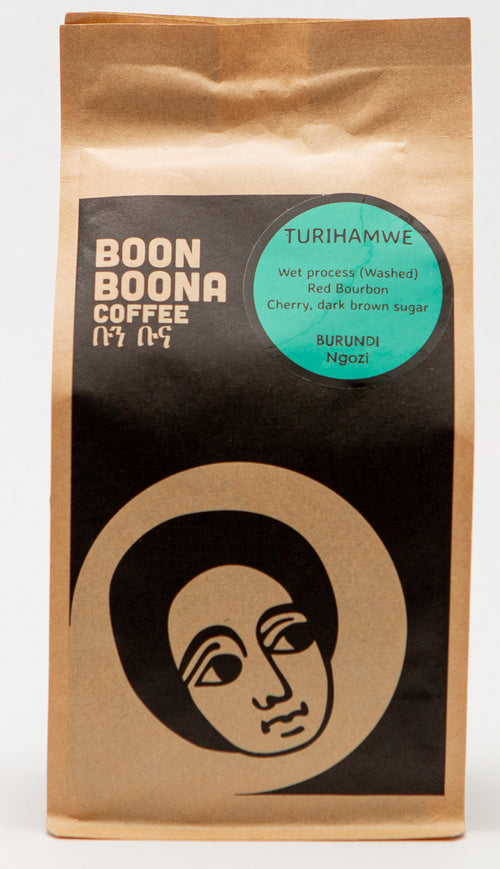 BOON
BOONA
COFFEE
ቡን ቡና
TURIHAMWE
Wet process (Washed)
Red Bourbon
Cherry, dark brown sugar
BURUNDI
Ngozi